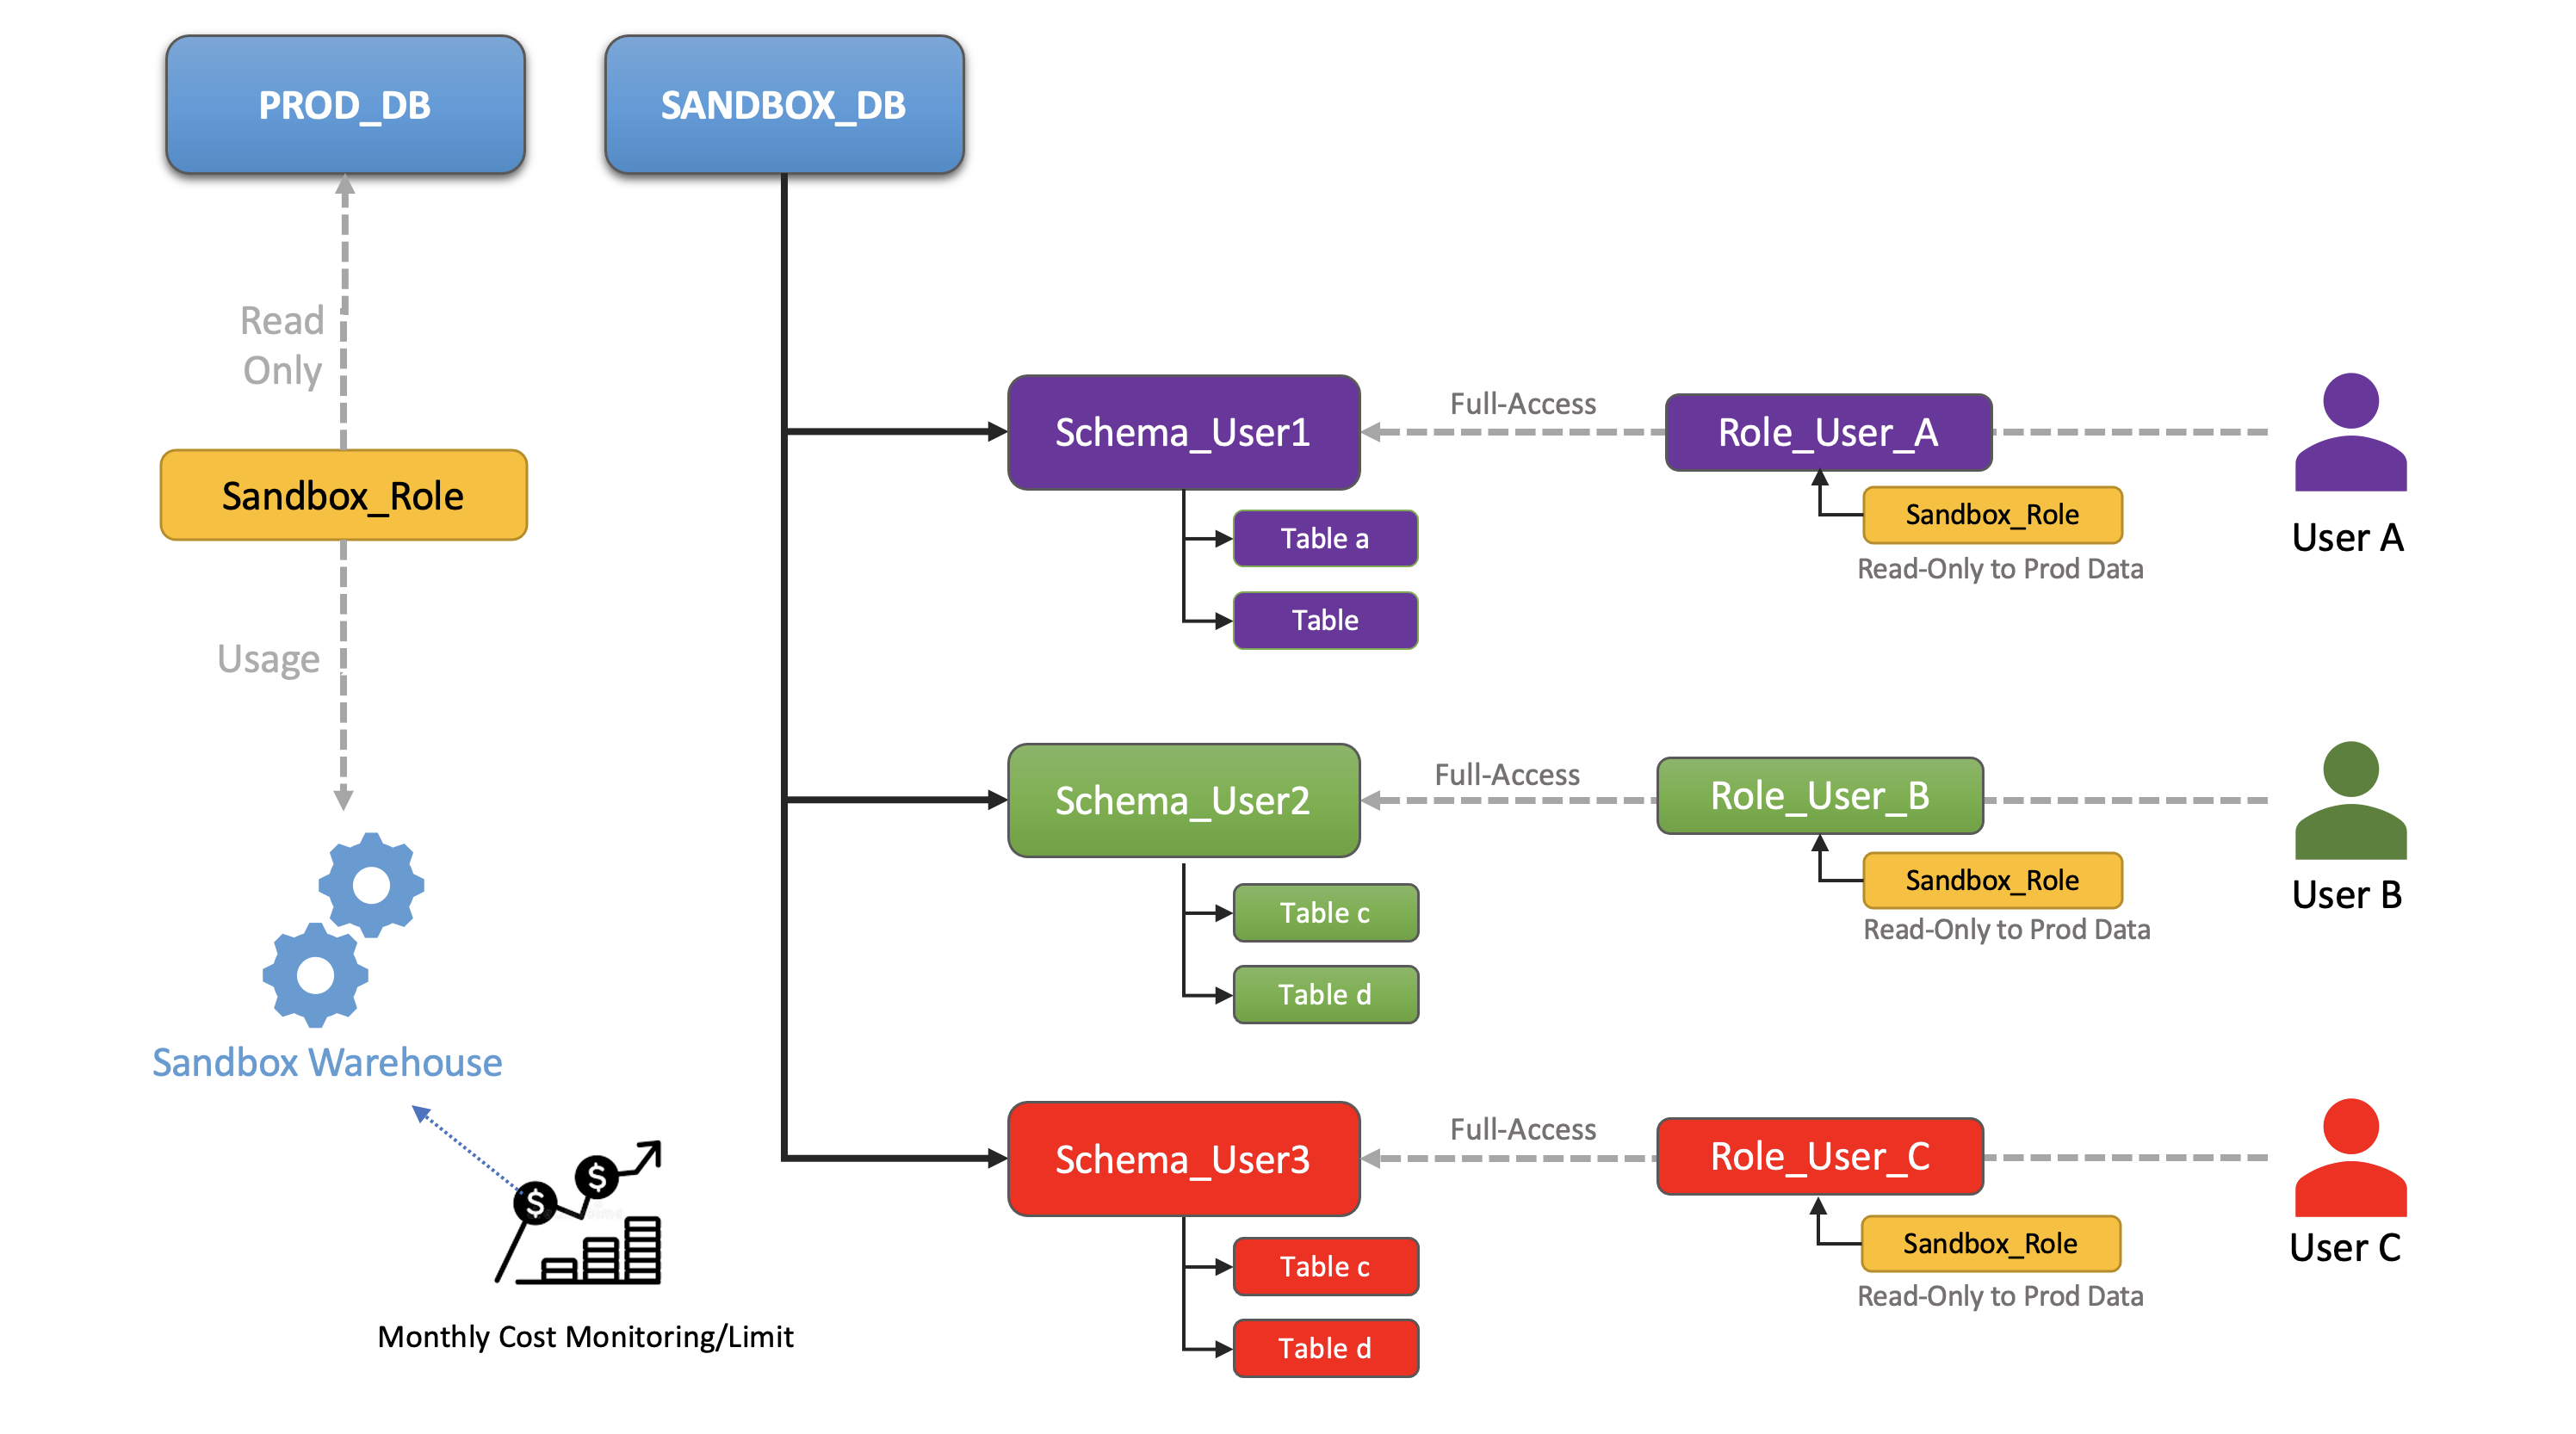 PROD_DB
SANDBOX_DB
Read
Only
Sandbox_Role
Usage
Sandbox Warehouse
$
$
Monthly Cost Monitoring/Limit
Schema_User1
Full-Access
Role_User_A
Sandbox_Role
Read-Only to Prod Data
User A
Table a
Table
Schema_User2
Full-Access
Role_User_B
Sandbox_Role
Read-Only to Prod Data
User B
Table c
Table d
Schema_User3
Full-Access
Role_User_C
Sandbox_Role
Read-Only to Prod Data
User C
Table c
Table d